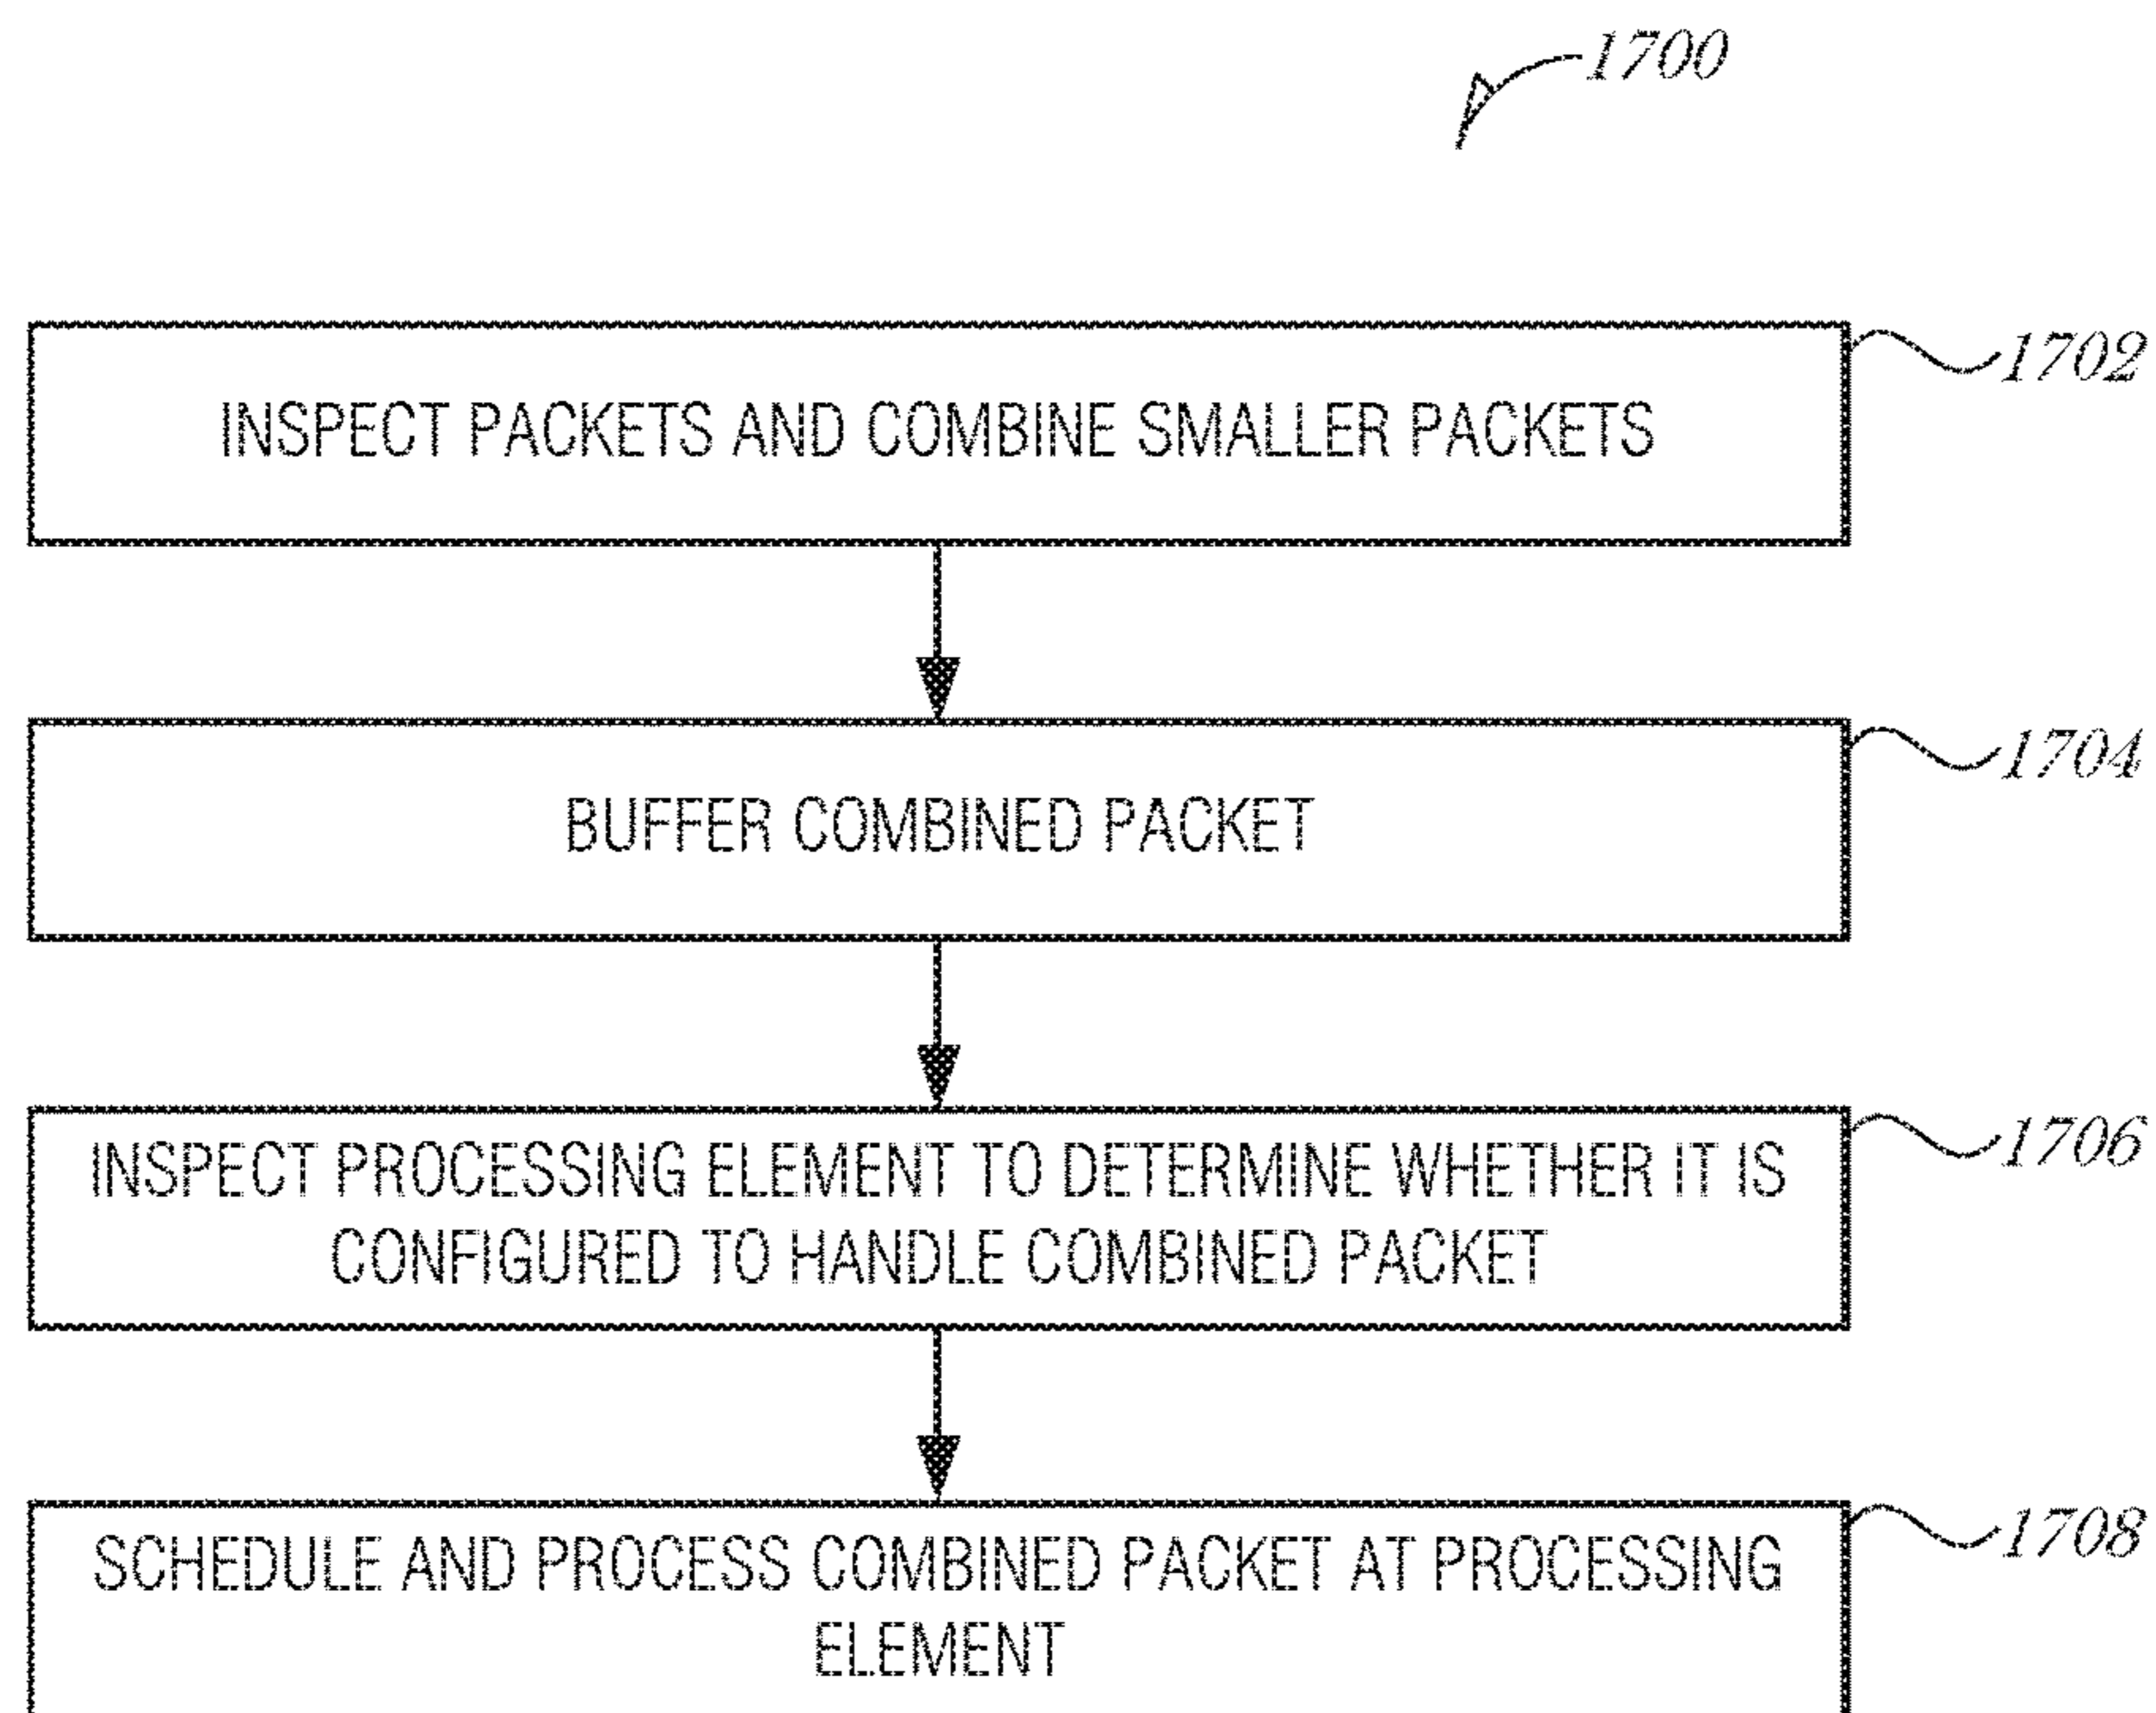 1700
INSPECT PACKETS AND COMBINE SMALLER PACKETS
1702
BUFFER COMBINED PACKET
1704
INSPECT PROCESSING ELEMENT TO DETERMINE WHETHER IT IS
CONFIGURED TO HANDLE COMBINED PACKET
1706
SCHEDULE AND PROCESS COMBINED PACKET AT PROCESSING
ELEMENT
1708